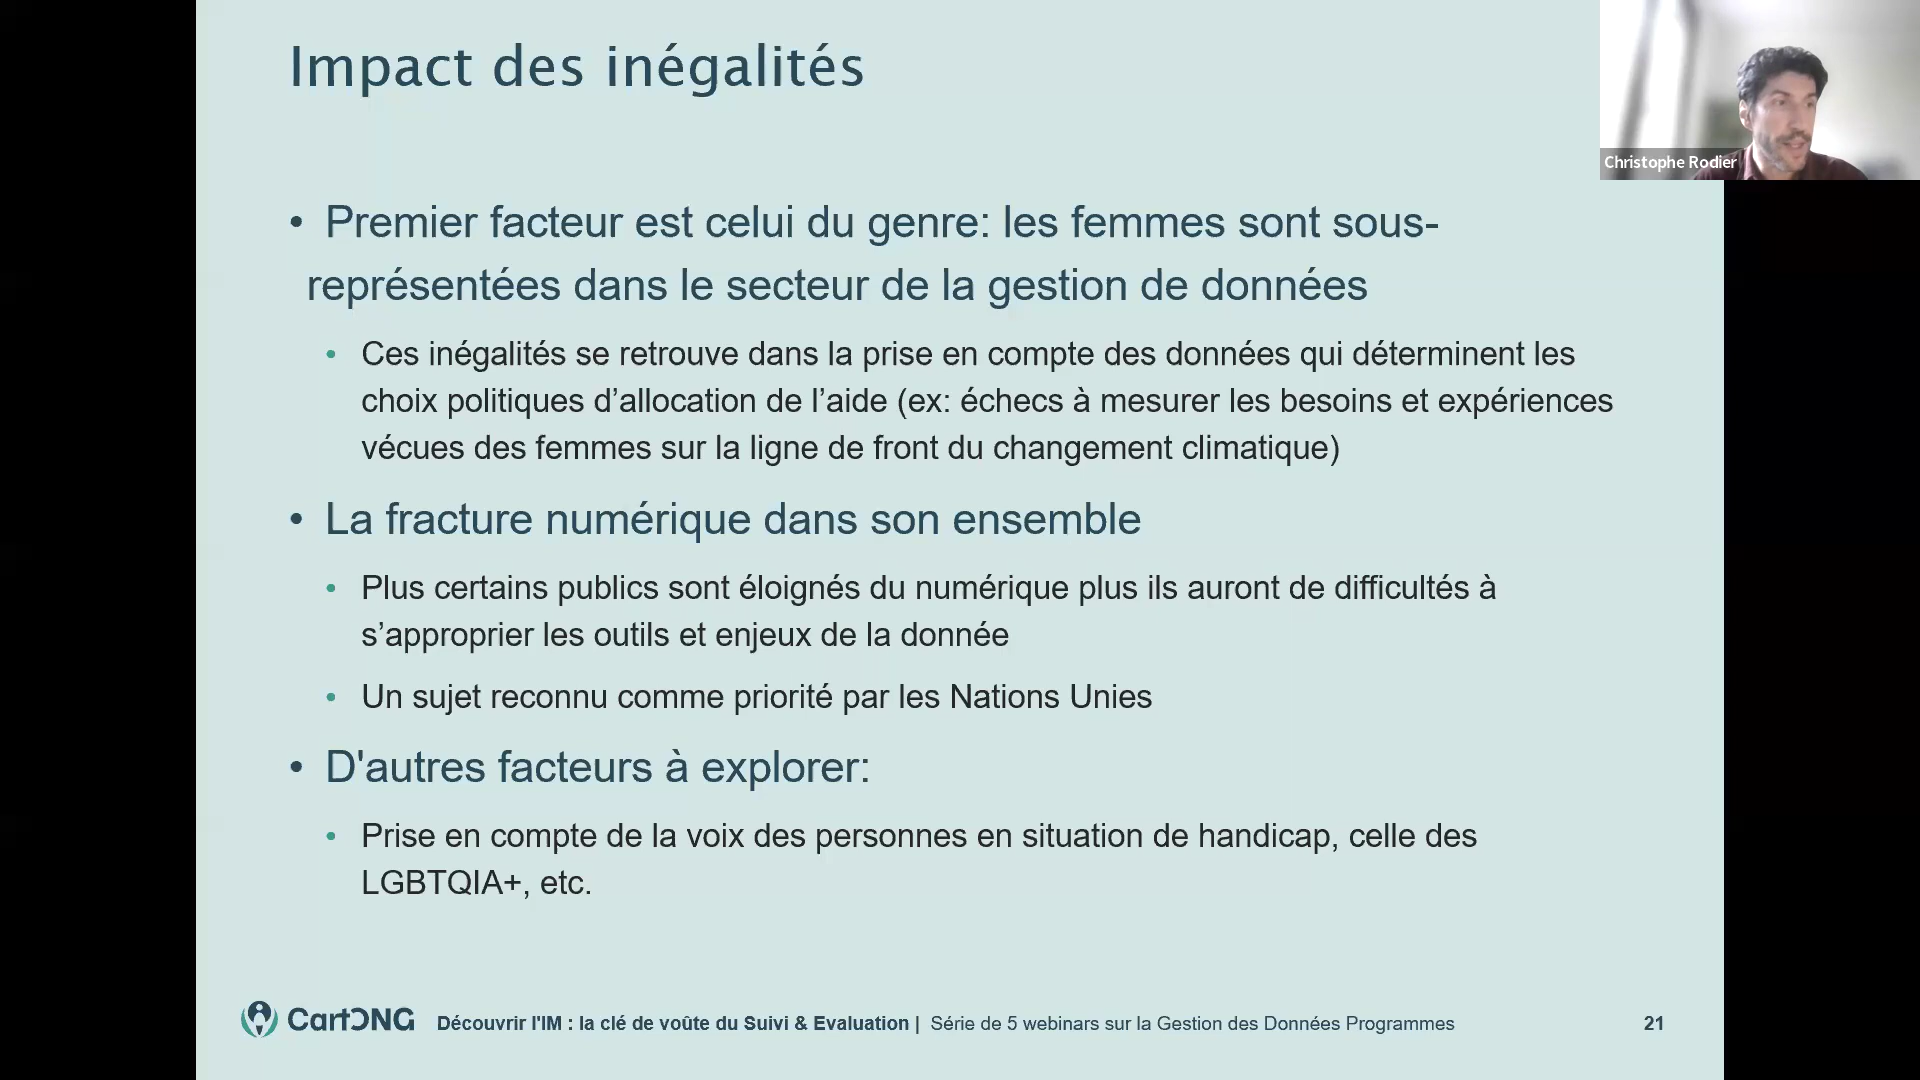 Impact des inégalités
Christophe Rodier
• Premier facteur est celui du genre: les femmes sont sous-
représentées dans le secteur de la gestion de données
• Ces inégalités se retrouve dans la prise en compte des données qui déterminent les
choix politiques d’allocation de l’aide (ex: échecs à mesurer les besoins et expériences
vécues des femmes sur la ligne de front du changement climatique)
• La fracture numérique dans son ensemble
• Plus certains publics sont éloignés du numérique plus ils auront de difficultés à
s’approprier les outils et enjeux de la donnée
• Un sujet reconnu comme priorité par les Nations Unies
• D'autres facteurs à explorer:
• Prise en compte de la voix des personnes en situation de handicap, celle des
LGBTQIA+, etc.
CartONG Découvrir l'IM : la clé de voûte du Suivi & Evaluation | Série de 5 webinars sur la Gestion des Données Programmes 21